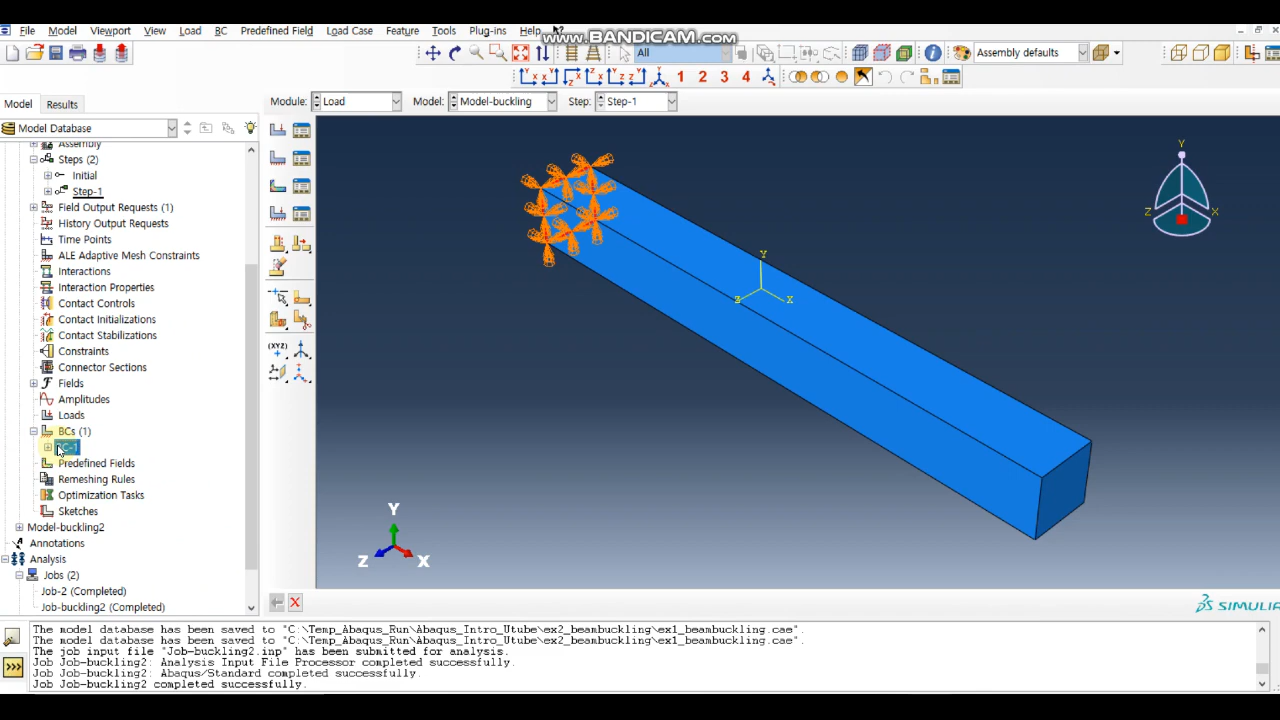 File Model Viewport View Load BC Predefined Field Load Case Feature Tools Plug-ins Help
www.BANDICAM.com
All
Assembly defaults
1 2 3 4
Model Results
Module: Load Model: Model-buckling Step: Step-1
Model Database
Assembly
Steps (2)
Initial
Step-1
Field Output Requests (1)
History Output Requests
Time Points
ALE Adaptive Mesh Constraints
Interactions
Interaction Properties
Contact Controls
Contact Initializations
Contact Stabilizations
Constraints
Connector Sections
Fields
Amplitudes
Loads
BCs (1)
BC-1
Predefined Fields
Remeshing Rules
Optimization Tasks
Sketches
Model-buckling2
Annotations
Analysis
Jobs (2)
Job-2 (Completed)
Job-buckling2 (Completed)
(XYZ)
Y
Z X
Y
Z X
Y
Z X
SIMULIA
The model database has been saved to "C:\Temp_Abaqus_Run\Abaqus_Intro_Utube\ex2_beambuckling\ex1_beambuckling.cae".
The model database has been saved to "C:\Temp_Abaqus_Run\Abaqus_Intro_Utube\ex2_beambuckling\ex1_beambuckling.cae".
The job input file "Job-buckling2.inp" has been submitted for analysis.
Job Job-buckling2: Analysis Input File Processor completed successfully.
Job Job-buckling2: Abaqus/Standard completed successfully.
Job Job-buckling2 completed successfully.
>>>